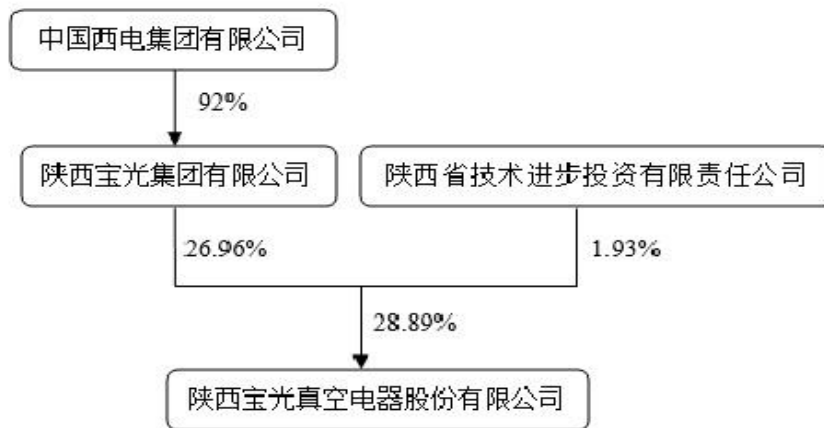 中国西电集团有限公司
92%
陕西宝光集团有限公司
陕西省技术进步投资有限责任公司
26.96%
1.93%
28.89%
陕西宝光真空电器股份有限公司